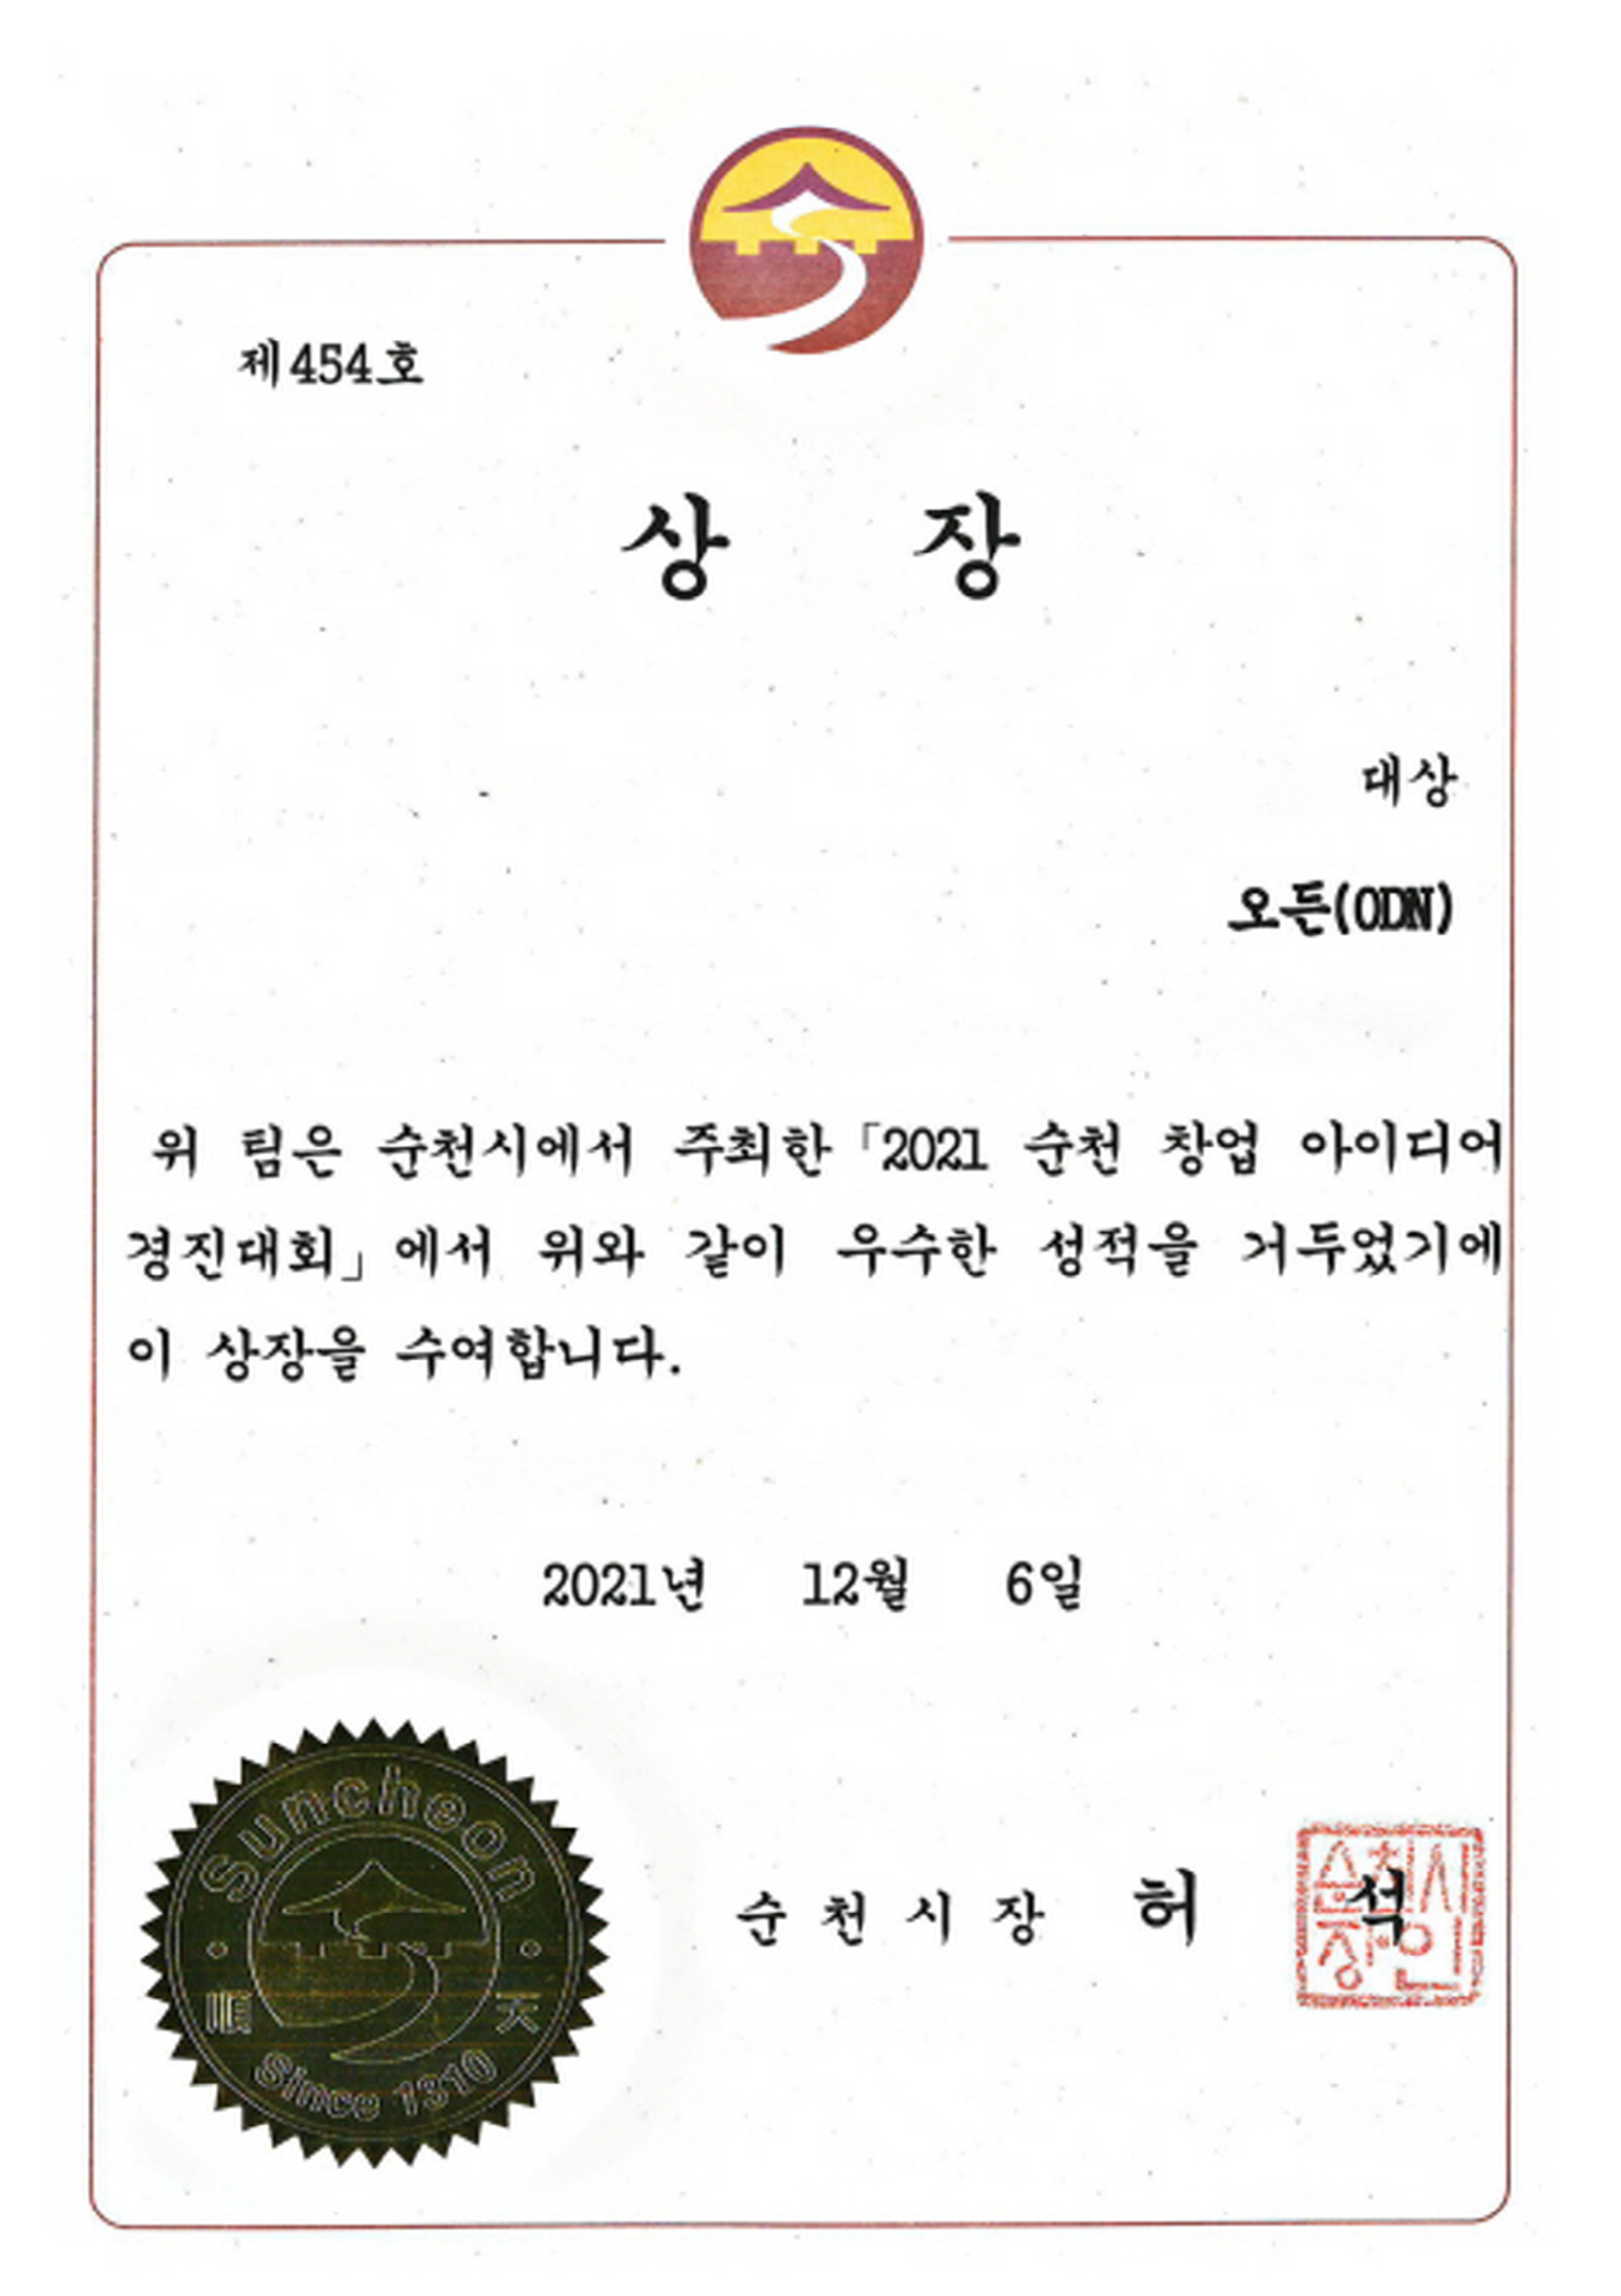 제454호
상 장
대상
오든(ODN)
위 팀은 순천시에서 주최한「2021 순천 창업 아이디어
경진대회」에서 위와 같이 우수한 성적을 거두었기에
이 상장을 수여합니다.
2021년 12월 6일
Suncheon
順 天
Since 1310
순천시장 허 석
순천시
장인